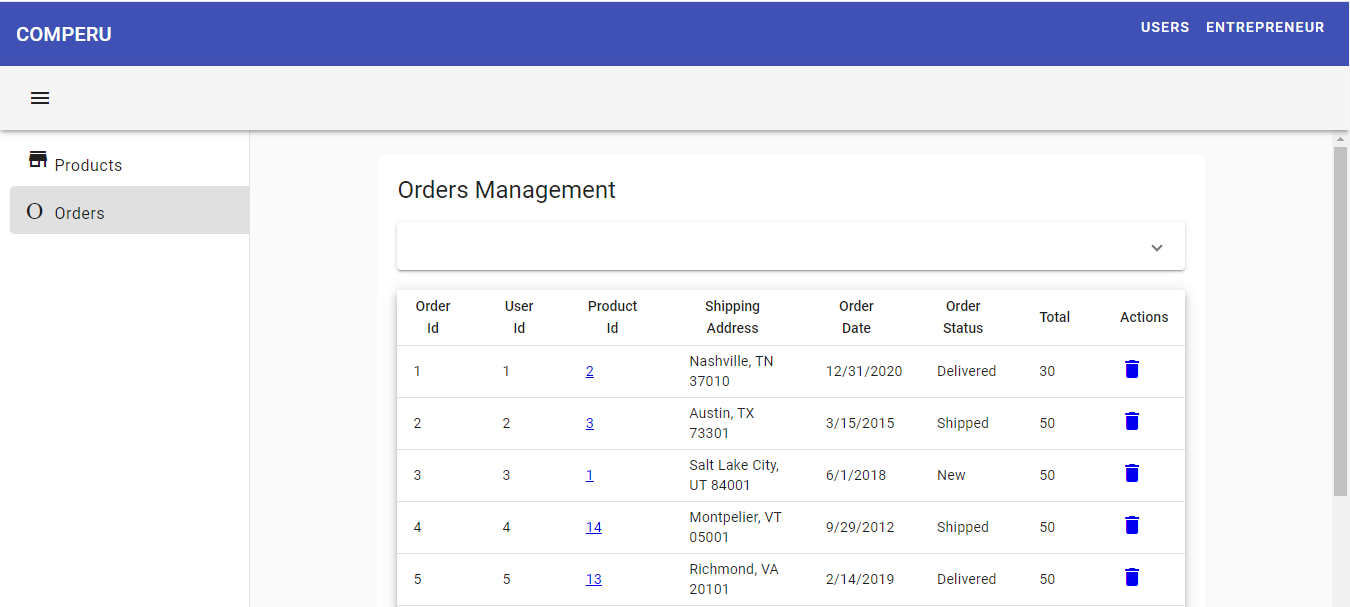 COMPERU
USERS ENTREPRENEUR
Products
O Orders
Orders Management
Order Id User Id Product Id Shipping Address Order Date Order Status Total Actions
1 1 2 Nashville, TN 37010 12/31/2020 Delivered 30
2 2 3 Austin, TX 73301 3/15/2015 Shipped 50
3 3 1 Salt Lake City, UT 84001 6/1/2018 New 50
4 4 14 Montpelier, VT 05001 9/29/2012 Shipped 50
5 5 13 Richmond, VA 20101 2/14/2019 Delivered 50